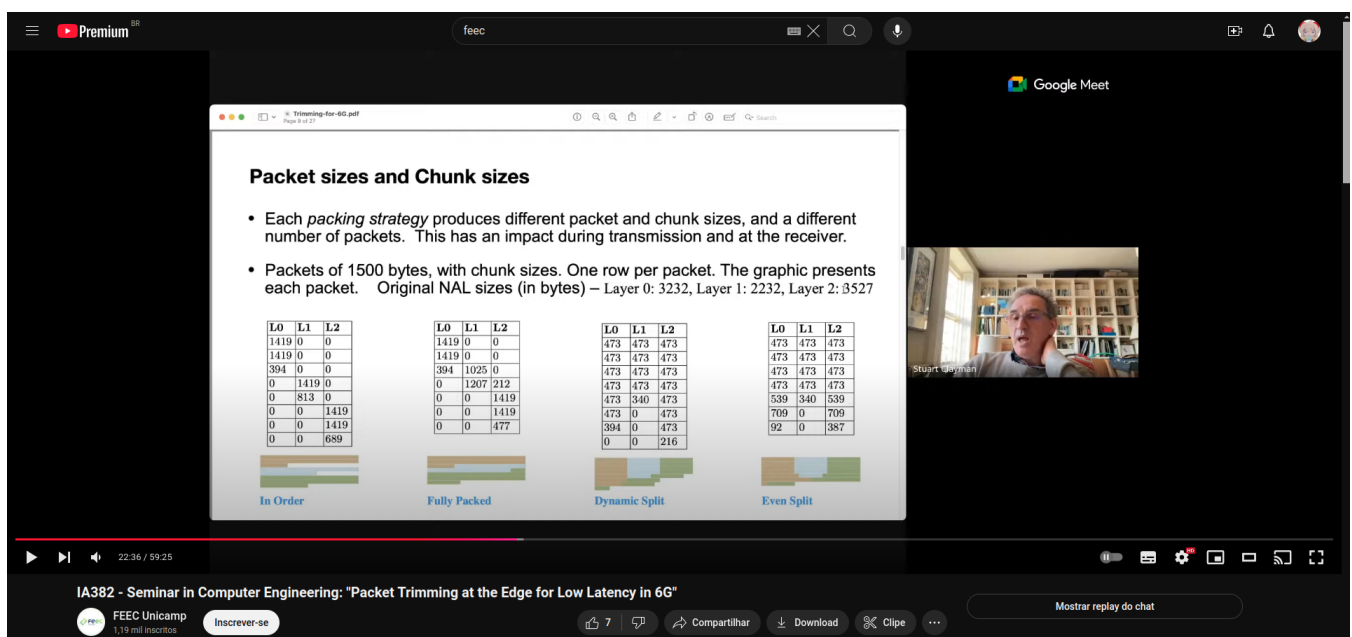 Premium BR
feec
Google Meet
Trimming-for-6G.pdf
Page 9 of 27
Search
Packet sizes and Chunk sizes
• Each packing strategy produces different packet and chunk sizes, and a different
number of packets. This has an impact during transmission and at the receiver.
• Packets of 1500 bytes, with chunk sizes. One row per packet. The graphic presents
each packet. Original NAL sizes (in bytes) – Layer 0: 3232, Layer 1: 2232, Layer 2: 3527
L0 L1 L2
1419 0 0
1419 0 0
394 0 0
0 1419 0
0 813 0
0 0 1419
0 0 1419
0 0 689
In Order
L0 L1 L2
1419 0 0
1419 0 0
394 1025 0
0 1207 212
0 0 1419
0 0 1419
0 0 477
Fully Packed
L0 L1 L2
473 473 473
473 473 473
473 473 473
473 473 473
473 340 473
473 0 473
394 0 473
0 0 216
Dynamic Split
L0 L1 L2
473 473 473
473 473 473
473 473 473
473 473 473
539 340 539
709 0 709
92 0 387
Even Split
Stuart Clayman
22:36 / 59:25
HD
IA382 - Seminar in Computer Engineering: "Packet Trimming at the Edge for Low Latency in 6G"
FEEC Unicamp
1,19 mil inscritos
Inscrever-se
7
Compartilhar
Download
Clipe
Mostrar replay do chat